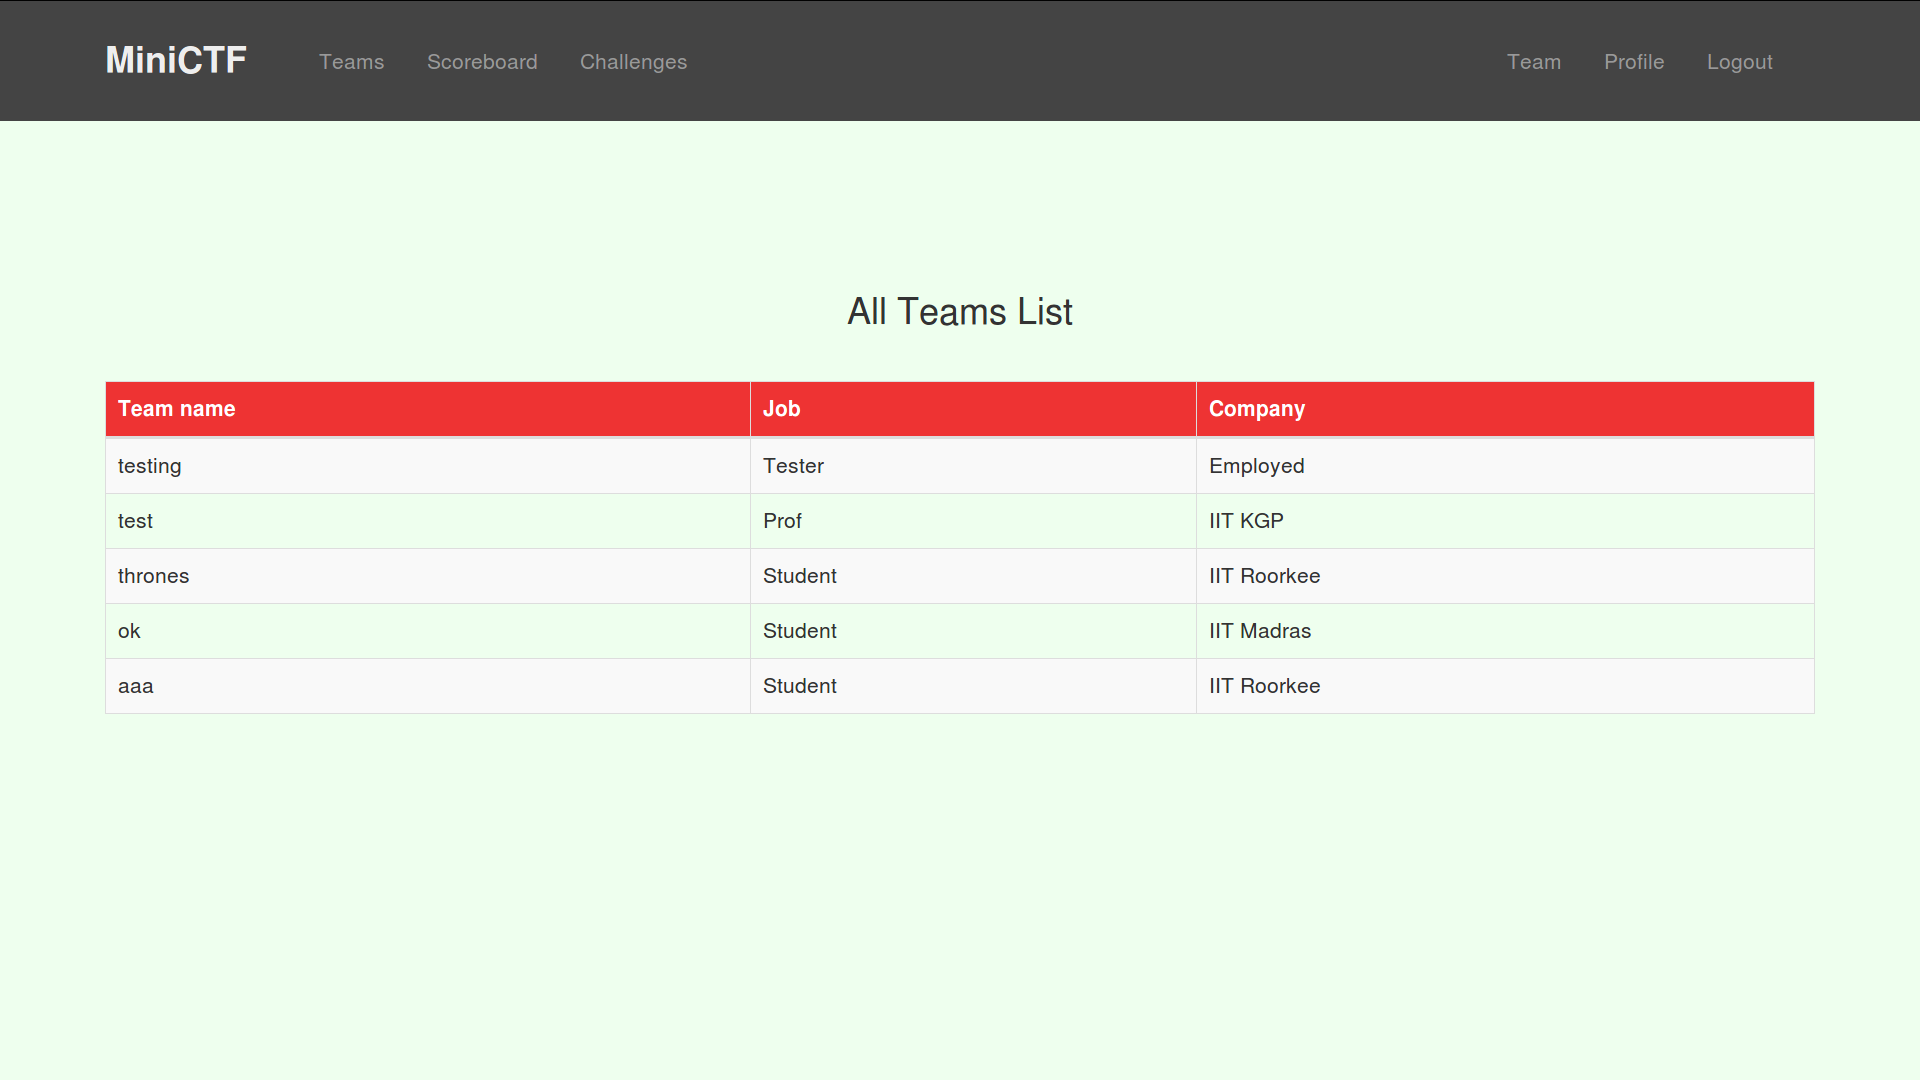 MiniCTF Teams Scoreboard Challenges Team Profile Logout
All Teams List
Team name Job Company
testing Tester Employed
test Prof IIT KGP
thrones Student IIT Roorkee
ok Student IIT Madras
aaa Student IIT Roorkee